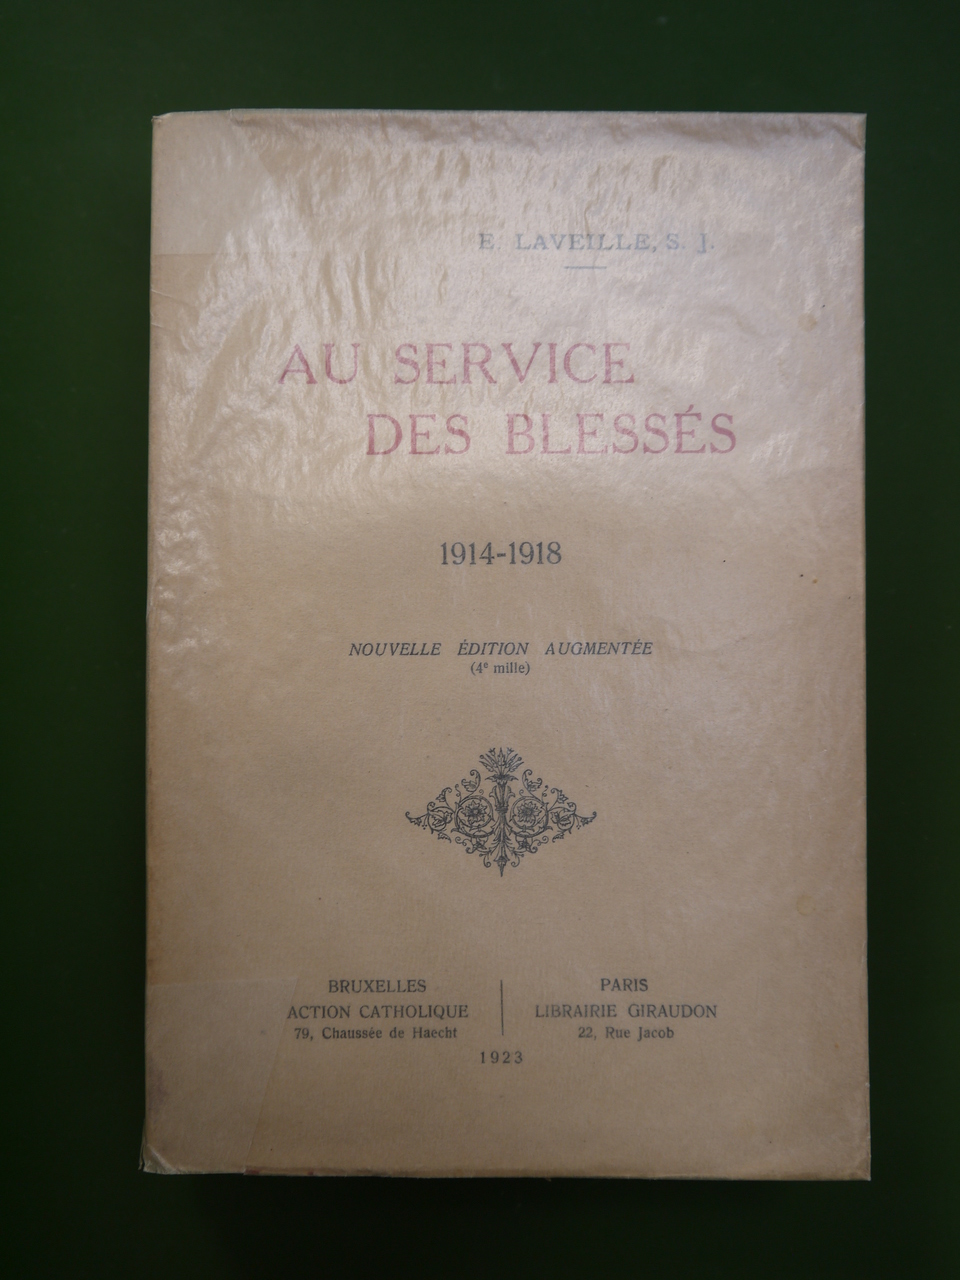 E. LAVEILLE, S. J.
AU SERVICE
DES BLESSÉS
1914-1918
NOUVELLE ÉDITION AUGMENTÉE
(4e mille)
BRUXELLES
ACTION CATHOLIQUE
79, Chaussée de Haecht
PARIS
LIBRAIRIE GIRAUDON
22, Rue Jacob
1923